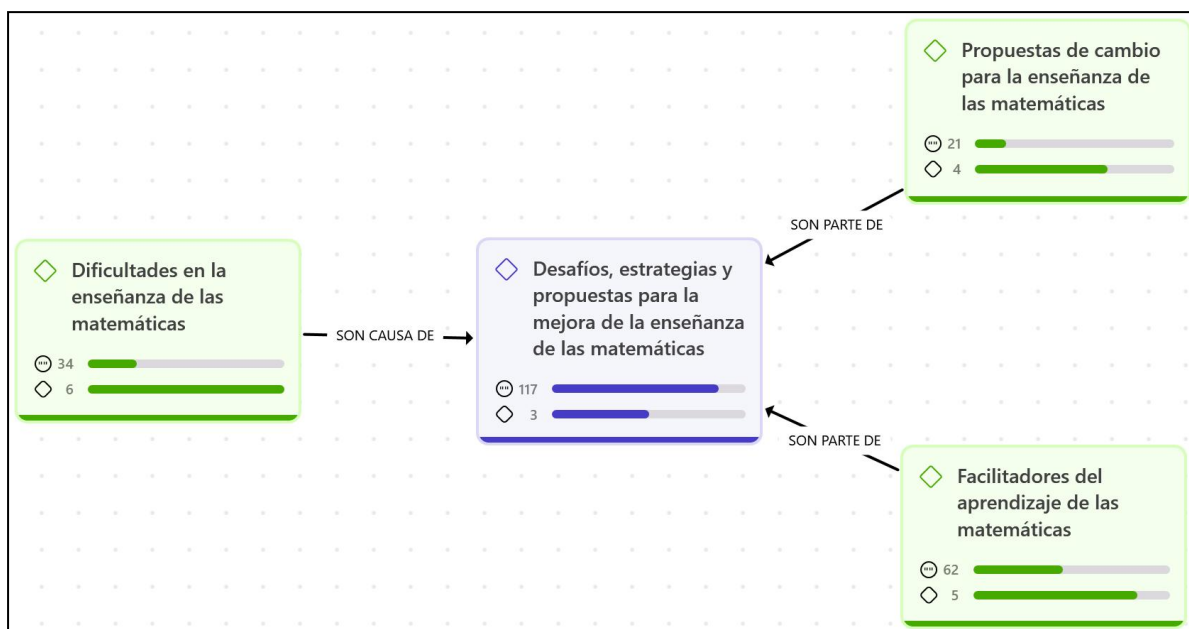 Propuestas de cambio
para la enseñanza de
las matemáticas
21
4
SON PARTE DE
Dificultades en la
enseñanza de las
matemáticas
34
6
SON CAUSA DE
Desafíos, estrategias y
propuestas para la
mejora de la enseñanza
de las matemáticas
117
3
SON PARTE DE
Facilitadores del
aprendizaje de las
matemáticas
62
5